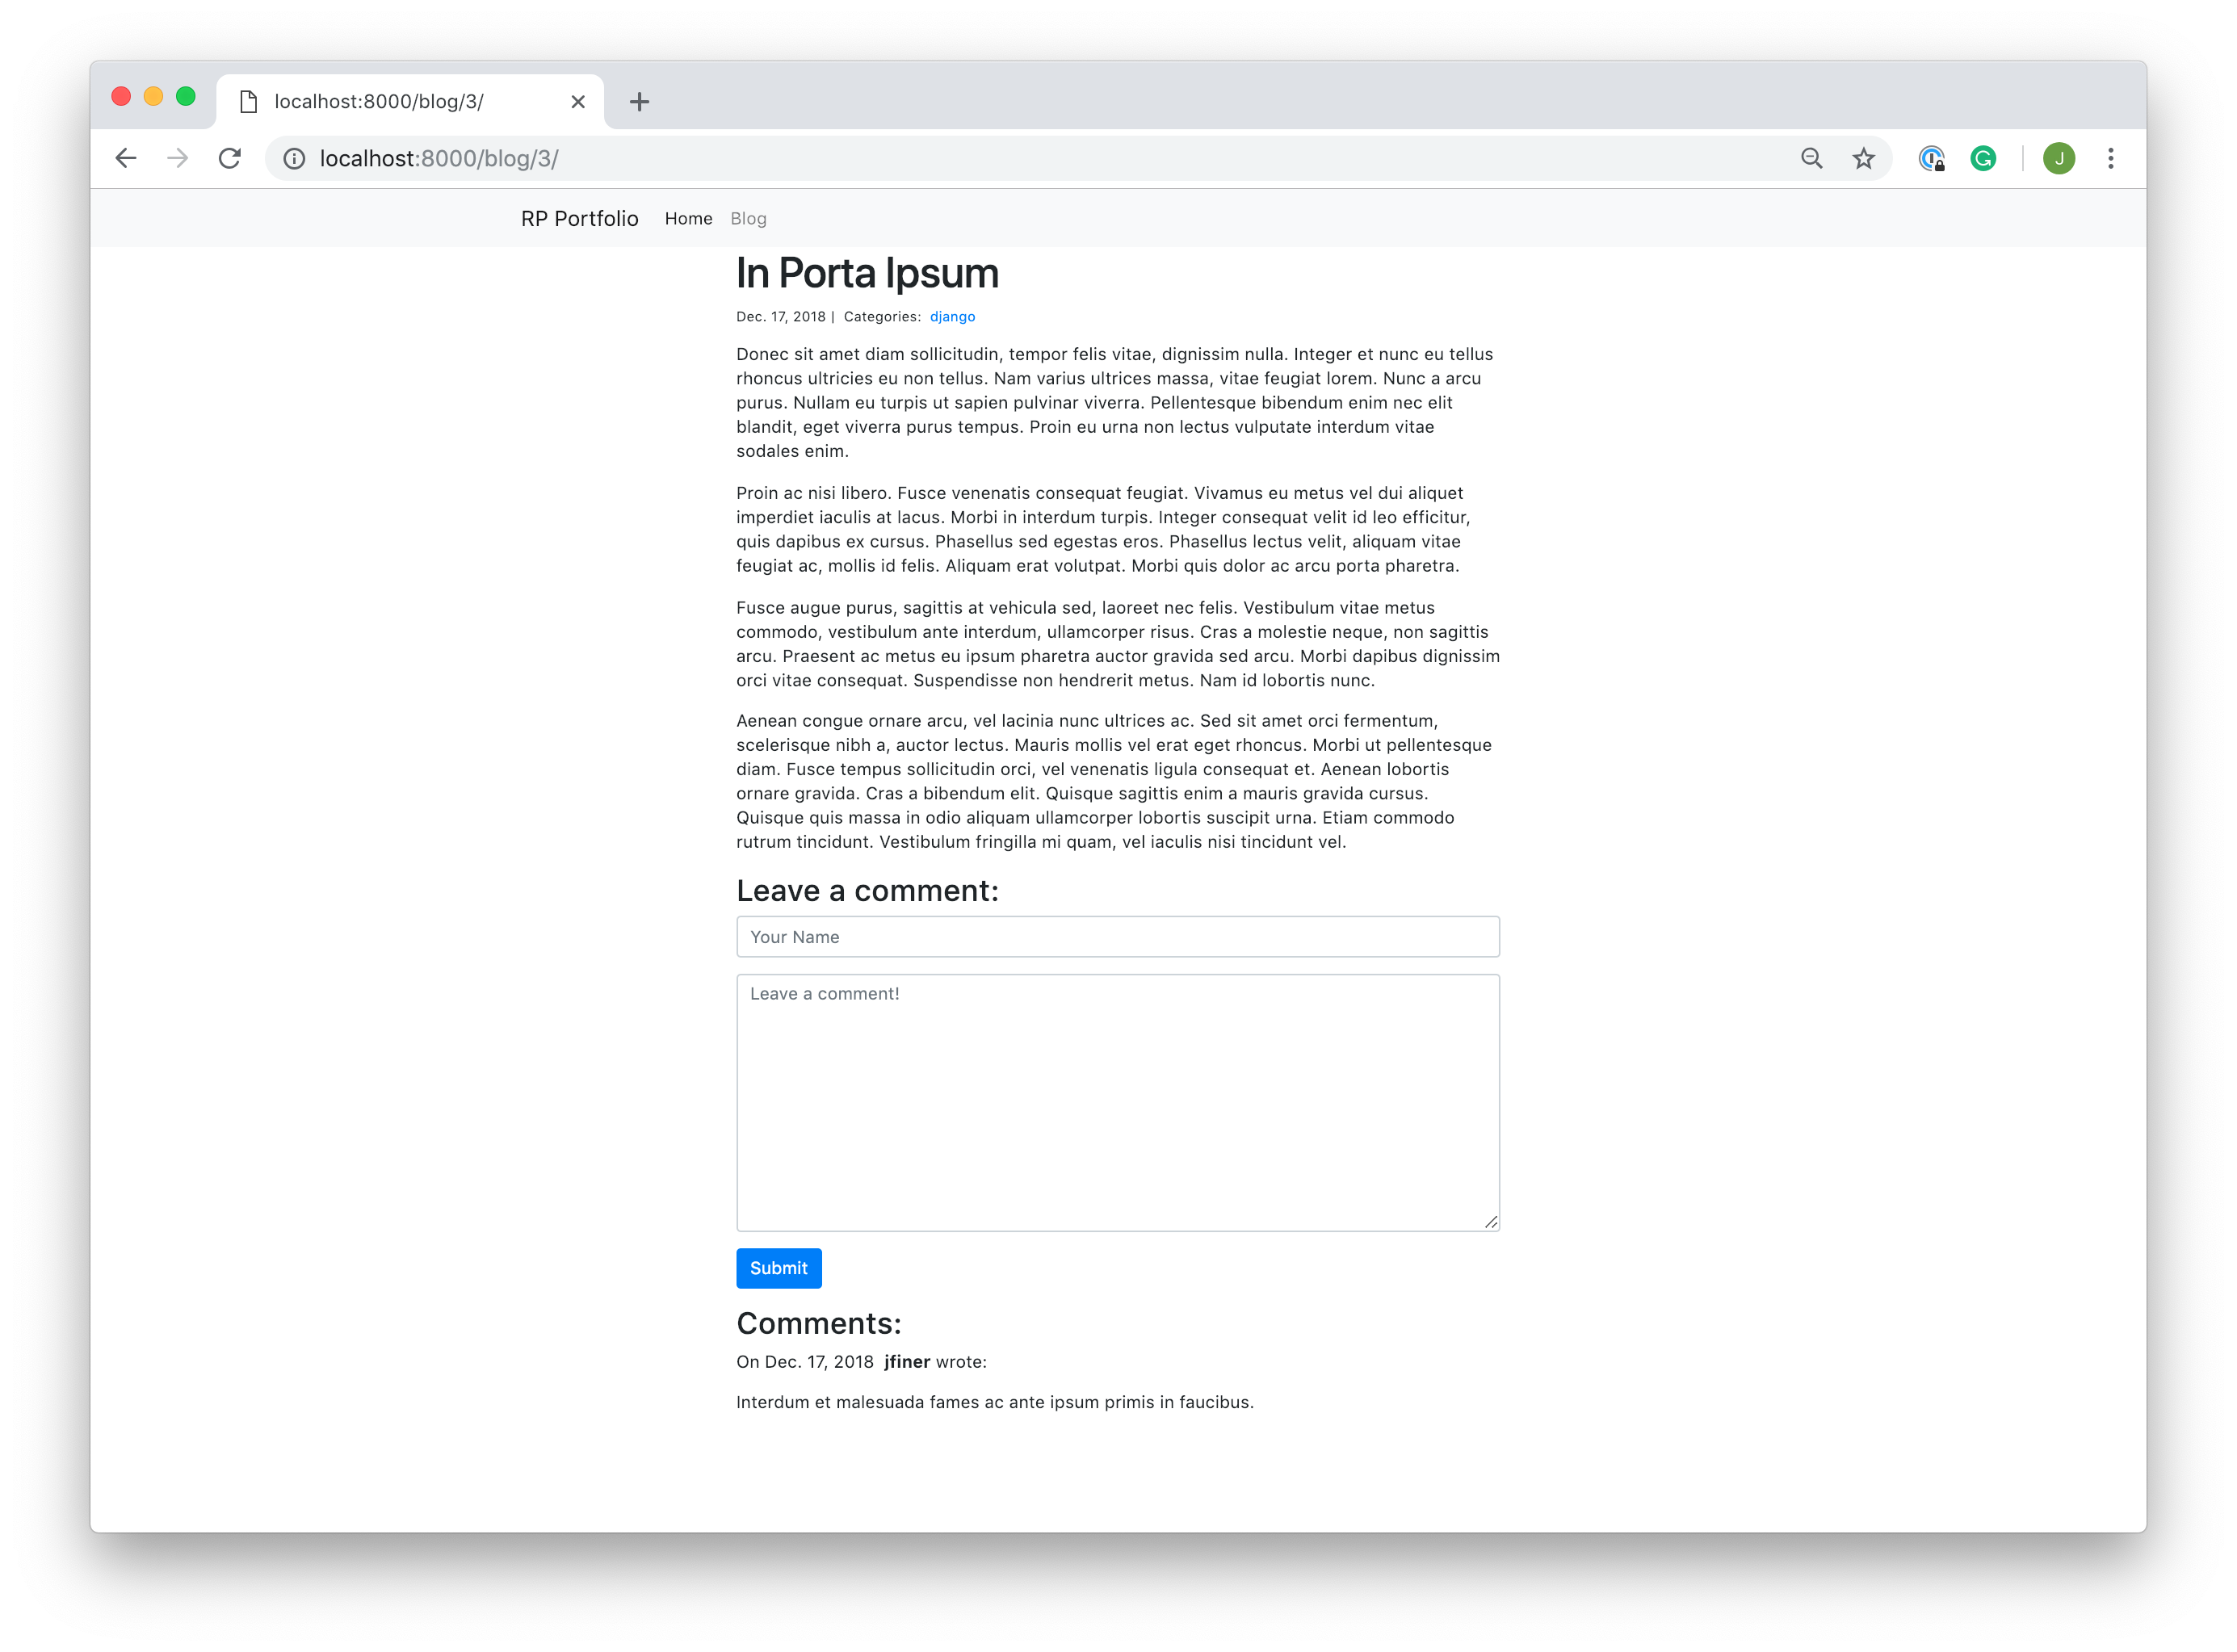 localhost:8000/blog/3/
localhost:8000/blog/3/
J
RP Portfolio Home Blog
In Porta Ipsum
Dec. 17, 2018 | Categories: django
Donec sit amet diam sollicitudin, tempor felis vitae, dignissim nulla. Integer et nunc eu tellus
rhoncus ultricies eu non tellus. Nam varius ultrices massa, vitae feugiat lorem. Nunc a arcu
purus. Nullam eu turpis ut sapien pulvinar viverra. Pellentesque bibendum enim nec elit
blandit, eget viverra purus tempus. Proin eu urna non lectus vulputate interdum vitae
sodales enim.
Proin ac nisi libero. Fusce venenatis consequat feugiat. Vivamus eu metus vel dui aliquet
imperdiet iaculis at lacus. Morbi in interdum turpis. Integer consequat velit id leo efficitur,
quis dapibus ex cursus. Phasellus sed egestas eros. Phasellus lectus velit, aliquam vitae
feugiat ac, mollis id felis. Aliquam erat volutpat. Morbi quis dolor ac arcu porta pharetra.
Fusce augue purus, sagittis at vehicula sed, laoreet nec felis. Vestibulum vitae metus
commodo, vestibulum ante interdum, ullamcorper risus. Cras a molestie neque, non sagittis
arcu. Praesent ac metus eu ipsum pharetra auctor gravida sed arcu. Morbi dapibus dignissim
orci vitae consequat. Suspendisse non hendrerit metus. Nam id lobortis nunc.
Aenean congue ornare arcu, vel lacinia nunc ultrices ac. Sed sit amet orci fermentum,
scelerisque nibh a, auctor lectus. Mauris mollis vel erat eget rhoncus. Morbi ut pellentesque
diam. Fusce tempus sollicitudin orci, vel venenatis ligula consequat et. Aenean lobortis
ornare gravida. Cras a bibendum elit. Quisque sagittis enim a mauris gravida cursus.
Quisque quis massa in odio aliquam ullamcorper lobortis suscipit urna. Etiam commodo
rutrum tincidunt. Vestibulum fringilla mi quam, vel iaculis nisi tincidunt vel.
Leave a comment:
Your Name
Leave a comment!
Submit
Comments:
On Dec. 17, 2018 jfiner wrote:
Interdum et malesuada fames ac ante ipsum primis in faucibus.